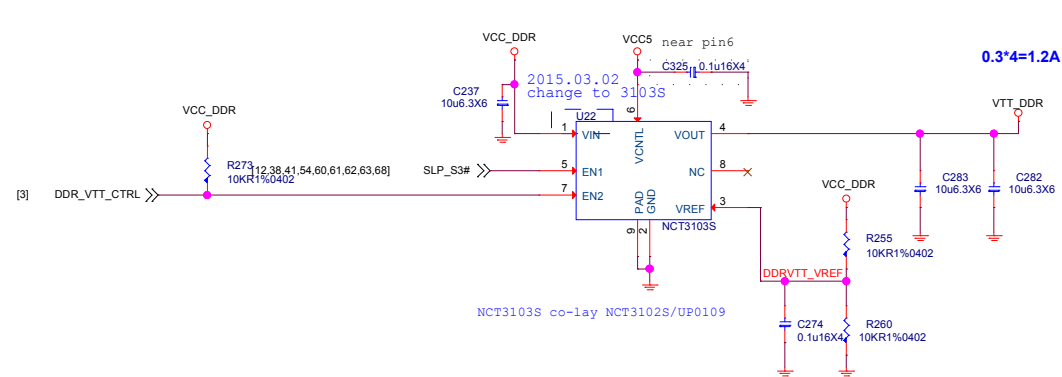 VCC_DDR
VCC5
near pin6
0.3*4=1.2A
C325
0.1u16X4
2015.03.02
change to 3103S
C237
10u6.3X6
VTT_DDR
VCC_DDR
U22
6
1
VIN
VCNTL
VOUT
4
R273
10KR1%0402
[12,38,41,54,60,61,62,63,68]
SLP_S3#
5
EN1
NC
8
C283
10u6.3X6
C282
10u6.3X6
[3]
DDR_VTT_CTRL
7
EN2
VCC_DDR
PAD
GND
VREF
3
9
2
NCT3103S
R255
10KR1%0402
DDRVTT_VREF
NCT3103S co-lay NCT3102S/UP0109
C274
0.1u16X4
R260
10KR1%0402